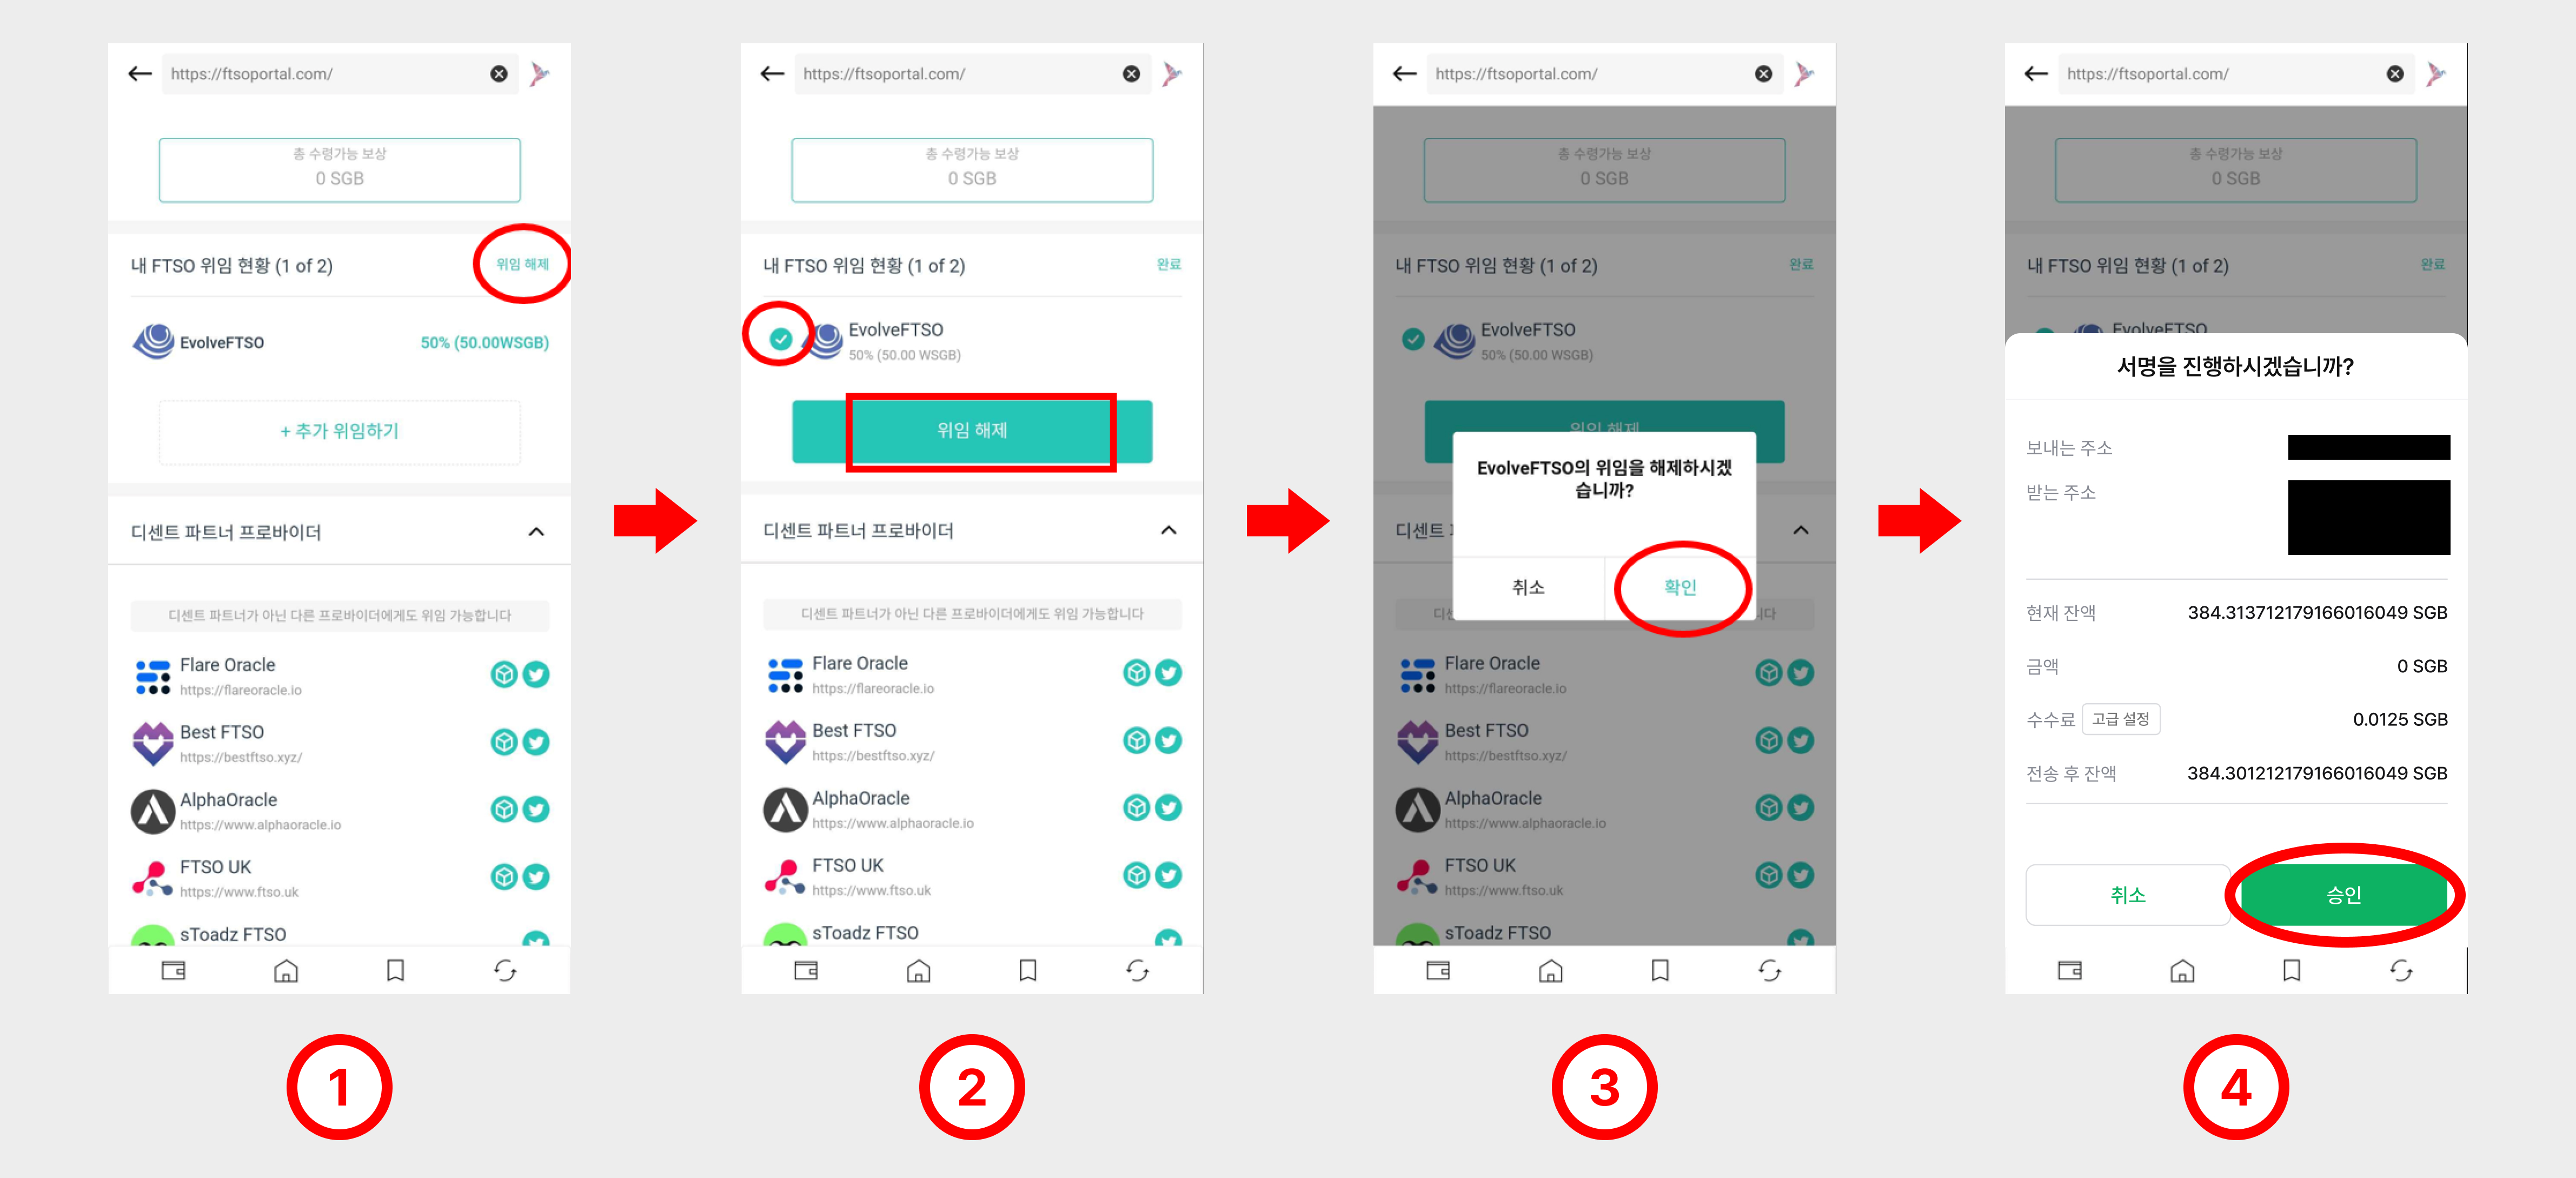 https://ftsoportal.com/
총 수령가능 보상
0 SGB
내 FTSO 위임 현황 (1 of 2)
위임 해제
EvolveFTSO
50% (50.00WSGB)
+ 추가 위임하기
디센트 파트너 프로바이더
디센트 파트너가 아닌 다른 프로바이더에게도 위임 가능합니다
Flare Oracle
https://flareoracle.io
Best FTSO
https://bestftso.xyz/
AlphaOracle
https://www.alphaoracle.io
FTSO UK
https://www.ftso.uk
sToadz FTSO
1
https://ftsoportal.com/
총 수령가능 보상
0 SGB
내 FTSO 위임 현황 (1 of 2)
완료
EvolveFTSO
50% (50.00 WSGB)
위임 해제
디센트 파트너 프로바이더
디센트 파트너가 아닌 다른 프로바이더에게도 위임 가능합니다
Flare Oracle
https://flareoracle.io
Best FTSO
https://bestftso.xyz/
AlphaOracle
https://www.alphaoracle.io
FTSO UK
https://www.ftso.uk
sToadz FTSO
2
https://ftsoportal.com/
총 수령가능 보상
0 SGB
내 FTSO 위임 현황 (1 of 2)
완료
EvolveFTSO
50% (50.00 WSGB)
위임 해제
EvolveFTSO의 위임을 해제하시겠
습니까?
디센트
취소
확인
Flare Oracle
https://flareoracle.io
Best FTSO
https://bestftso.xyz/
AlphaOracle
https://www.alphaoracle.io
FTSO UK
https://www.ftso.uk
sToadz FTSO
3
https://ftsoportal.com/
총 수령가능 보상
0 SGB
내 FTSO 위임 현황 (1 of 2)
완료
EvolveFTSO
서명을 진행하시겠습니까?
보내는 주소
받는 주소
현재 잔액
384.313712179166016049 SGB
금액
0 SGB
수수료
고급 설정
0.0125 SGB
전송 후 잔액
384.301212179166016049 SGB
취소
승인
4